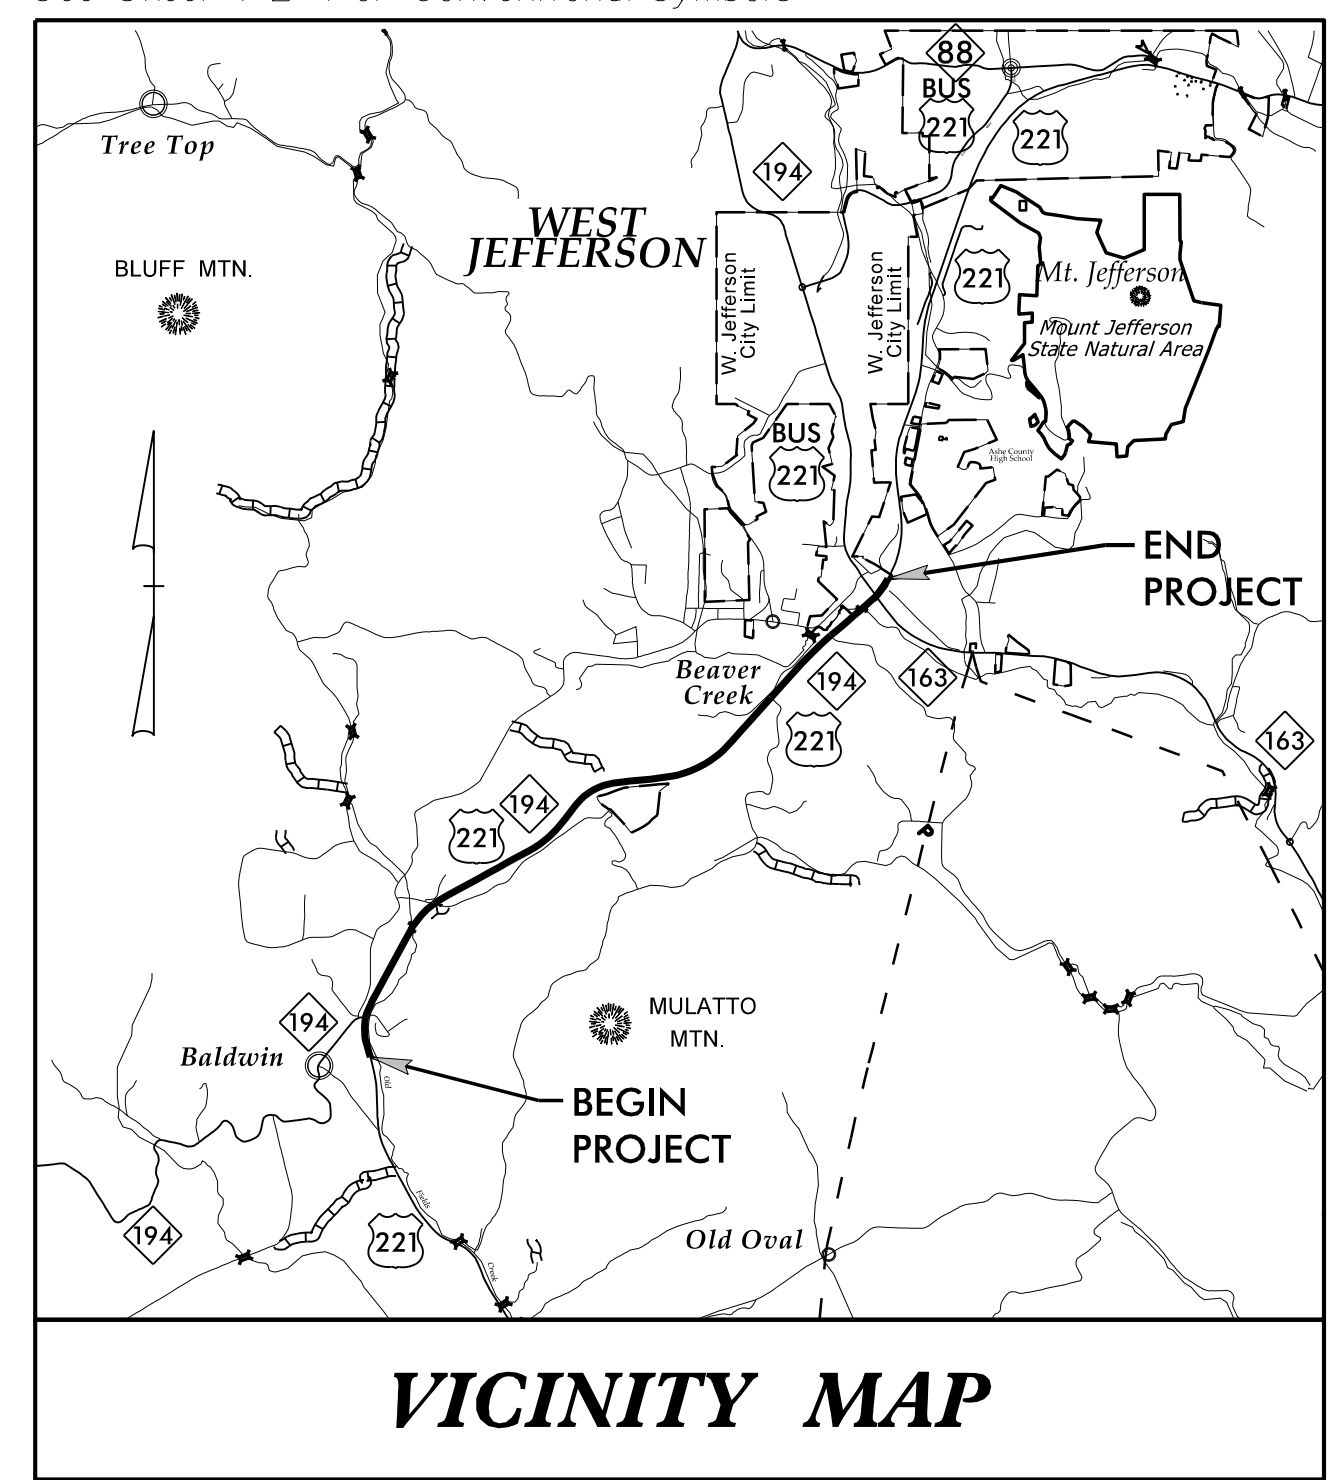 88
BUS
221
221
194
Tree Top
WEST
JEFFERSON
BLUFF MTN.
W. Jefferson
City Limit
W. Jefferson
City Limit
221
Mt. Jefferson
Mount Jefferson
State Natural Area
BUS
221
Ashe County
High School
END
PROJECT
Beaver
Creek
194
163
221
163
194
221
P
194
MULATTO
MTN.
Baldwin
Old
BEGIN
PROJECT
Fields
194
221
Creek
Old Oval
VICINITY MAP